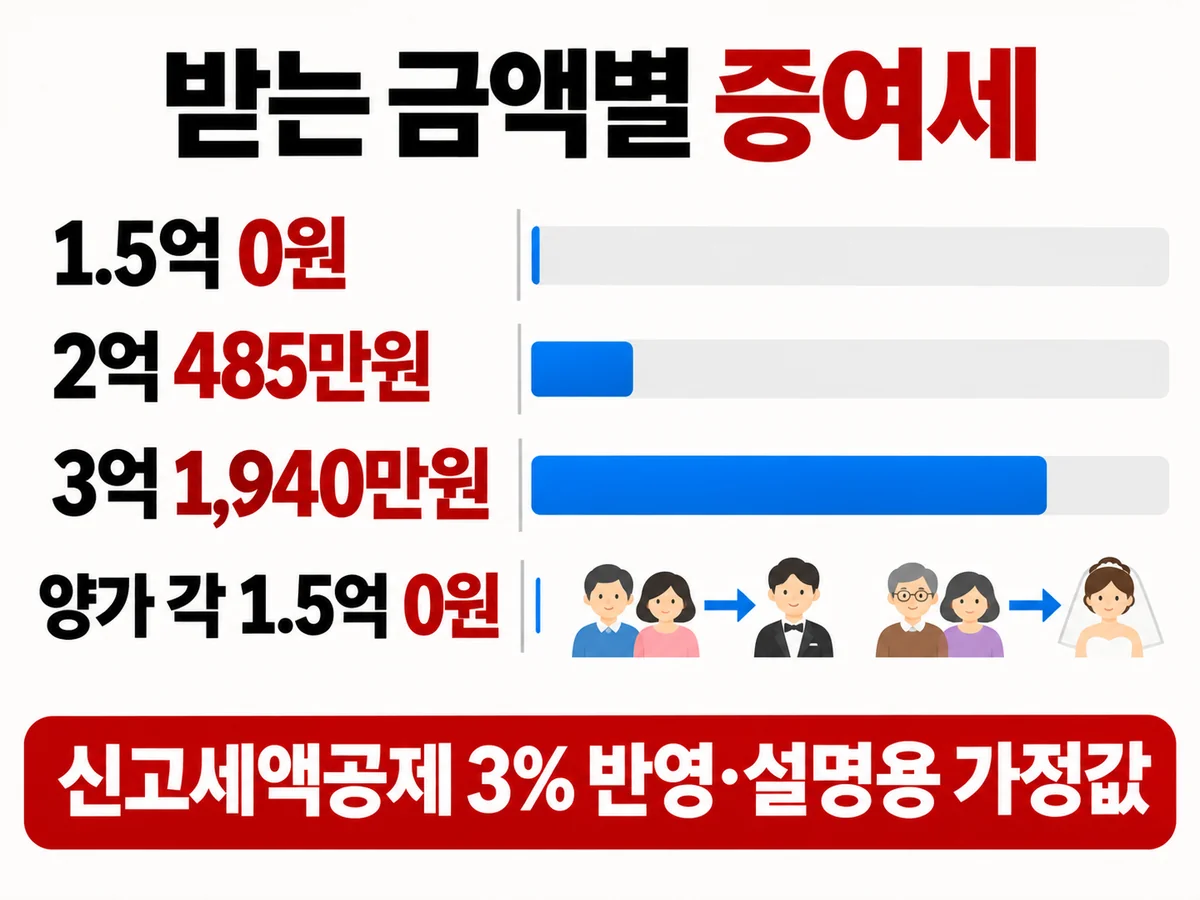 받는 금액별 증여세
1.5억 0원
2억 485만원
3억 1,940만원
양가 각 1.5억 0원
신고세액공제 3% 반영·설명용 가정값